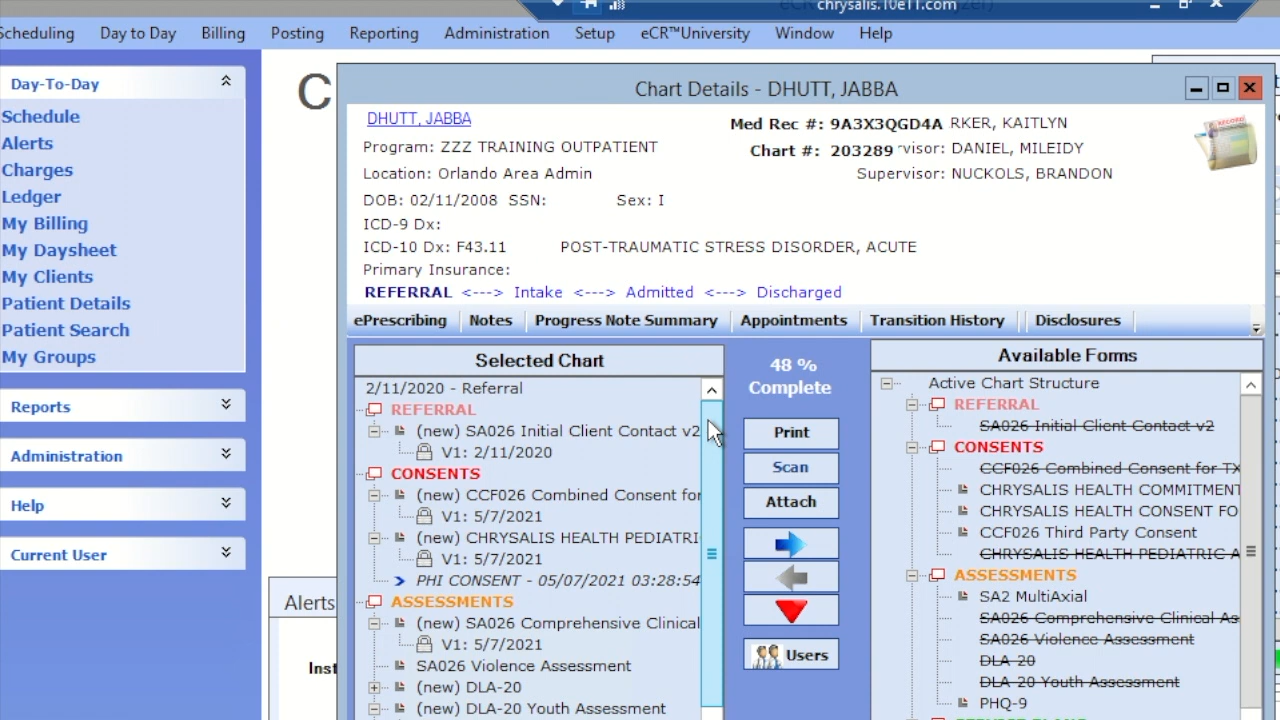 chrysalis.10e11.com
Scheduling Day to Day Billing Posting Reporting Administration Setup eCR™University Window Help
Day-To-Day
Schedule
Alerts
Charges
Ledger
My Billing
My Daysheet
My Clients
Patient Details
Patient Search
My Groups
Reports
Administration
Help
Current User
C
Alerts
Inst
Chart Details - DHUTT, JABBA
DHUTT, JABBA
Med Rec #: 9A3X3QGD4A RKER, KAITLYN
Program: ZZZ TRAINING OUTPATIENT
Chart #: 203289 visor: DANIEL, MILEIDY
Location: Orlando Area Admin
Supervisor: NUCKOLS, BRANDON
DOB: 02/11/2008 SSN: Sex: I
ICD-9 Dx:
ICD-10 Dx: F43.11 POST-TRAUMATIC STRESS DISORDER, ACUTE
Primary Insurance:
REFERRAL <---> Intake <---> Admitted <---> Discharged
ePrescribing Notes Progress Note Summary Appointments Transition History Disclosures
Selected Chart
2/11/2020 - Referral
REFERRAL
(new) SA026 Initial Client Contact v2
V1: 2/11/2020
CONSENTS
(new) CCF026 Combined Consent for
V1: 5/7/2021
(new) CHRYSALIS HEALTH PEDIATRI
V1: 5/7/2021
PHI CONSENT - 05/07/2021 03:28:54
ASSESSMENTS
(new) SA026 Comprehensive Clinical
V1: 5/7/2021
SA026 Violence Assessment
(new) DLA-20
(new) DLA-20 Youth Assessment
48 %
Complete
Print
Scan
Attach
Users
Available Forms
Active Chart Structure
REFERRAL
SA026 Initial Client Contact v2
CONSENTS
CCF026 Combined Consent for TX
CHRYSALIS HEALTH COMMITMENT
CHRYSALIS HEALTH CONSENT FO
CCF026 Third Party Consent
CHRYSALIS HEALTH PEDIATRIC A
ASSESSMENTS
SA2 MultiAxial
SA026 Comprehensive Clinical As
SA026 Violence Assessment
DLA-20
DLA-20 Youth Assessment
PHQ-9